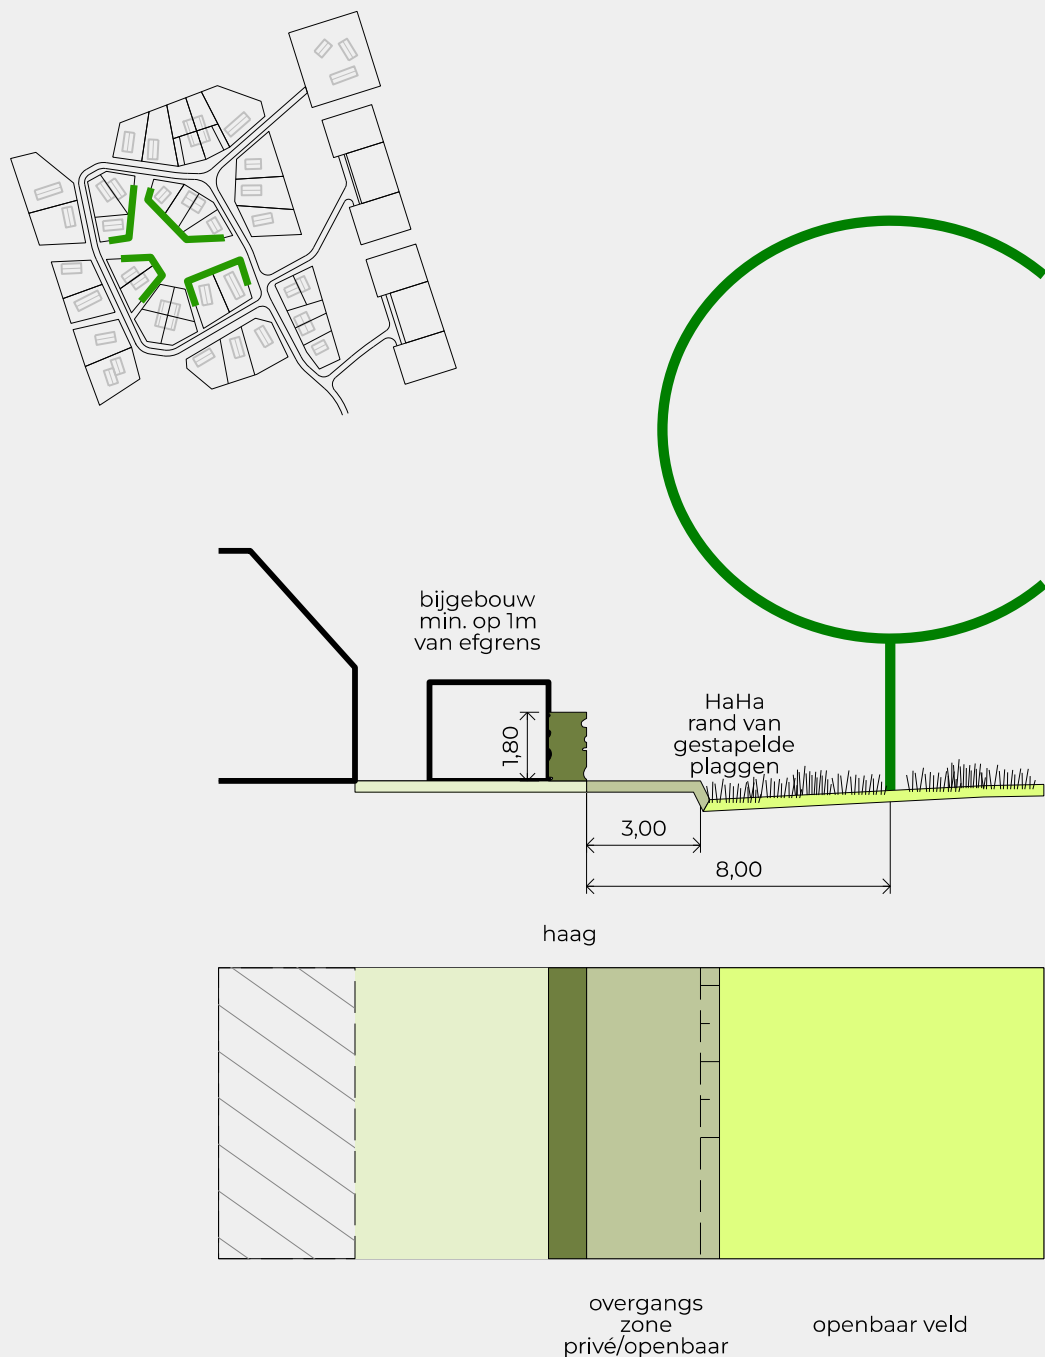 bijgebouw
min. op 1m
van efgrens
HaHa
rand van
gestapelde
plaggen
1,80
3,00
8,00
haag
overgangs
zone
privé/openbaar
openbaar veld